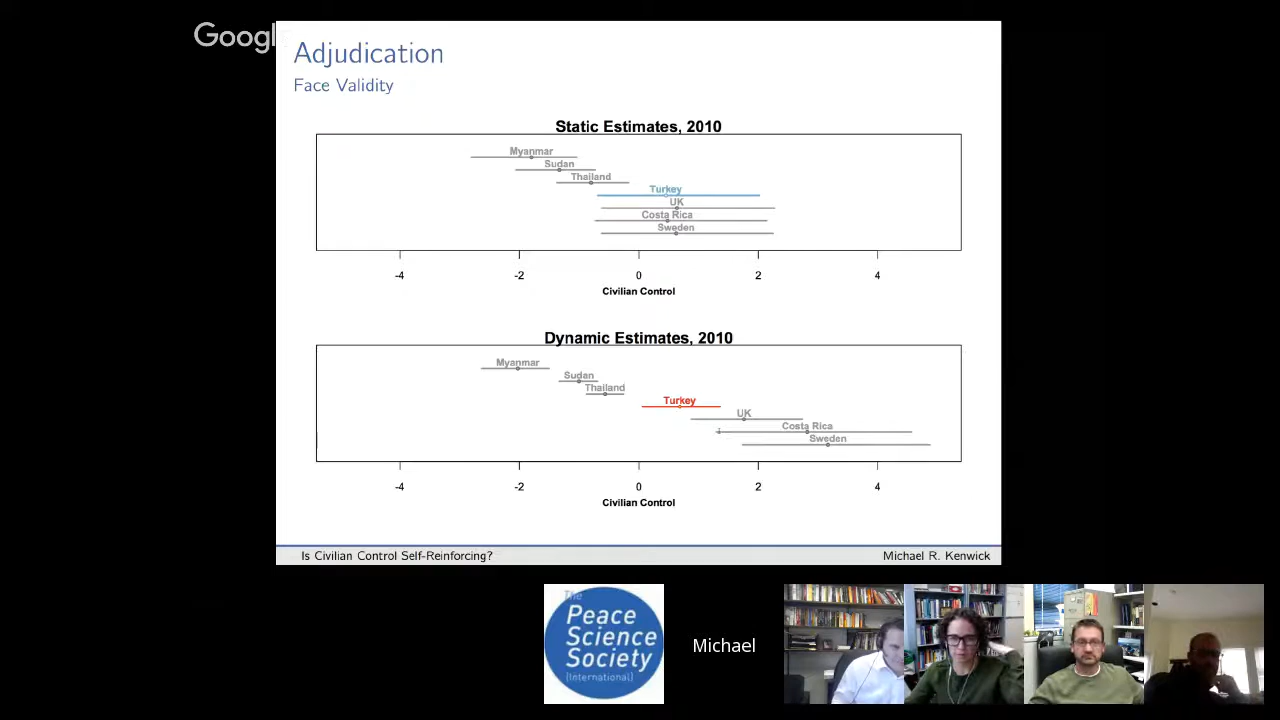 Google
Adjudication
Face Validity
Static Estimates, 2010
Myanmar
Sudan
Thailand
Turkey
UK
Costa Rica
Sweden
-4 -2 0 2 4
Civilian Control
Dynamic Estimates, 2010
Myanmar
Sudan
Thailand
Turkey
UK
Costa Rica
Sweden
-4 -2 0 2 4
Civilian Control
Is Civilian Control Self-Reinforcing? Michael R. Kenwick
The
Peace
Science
Society
(International)
Michael